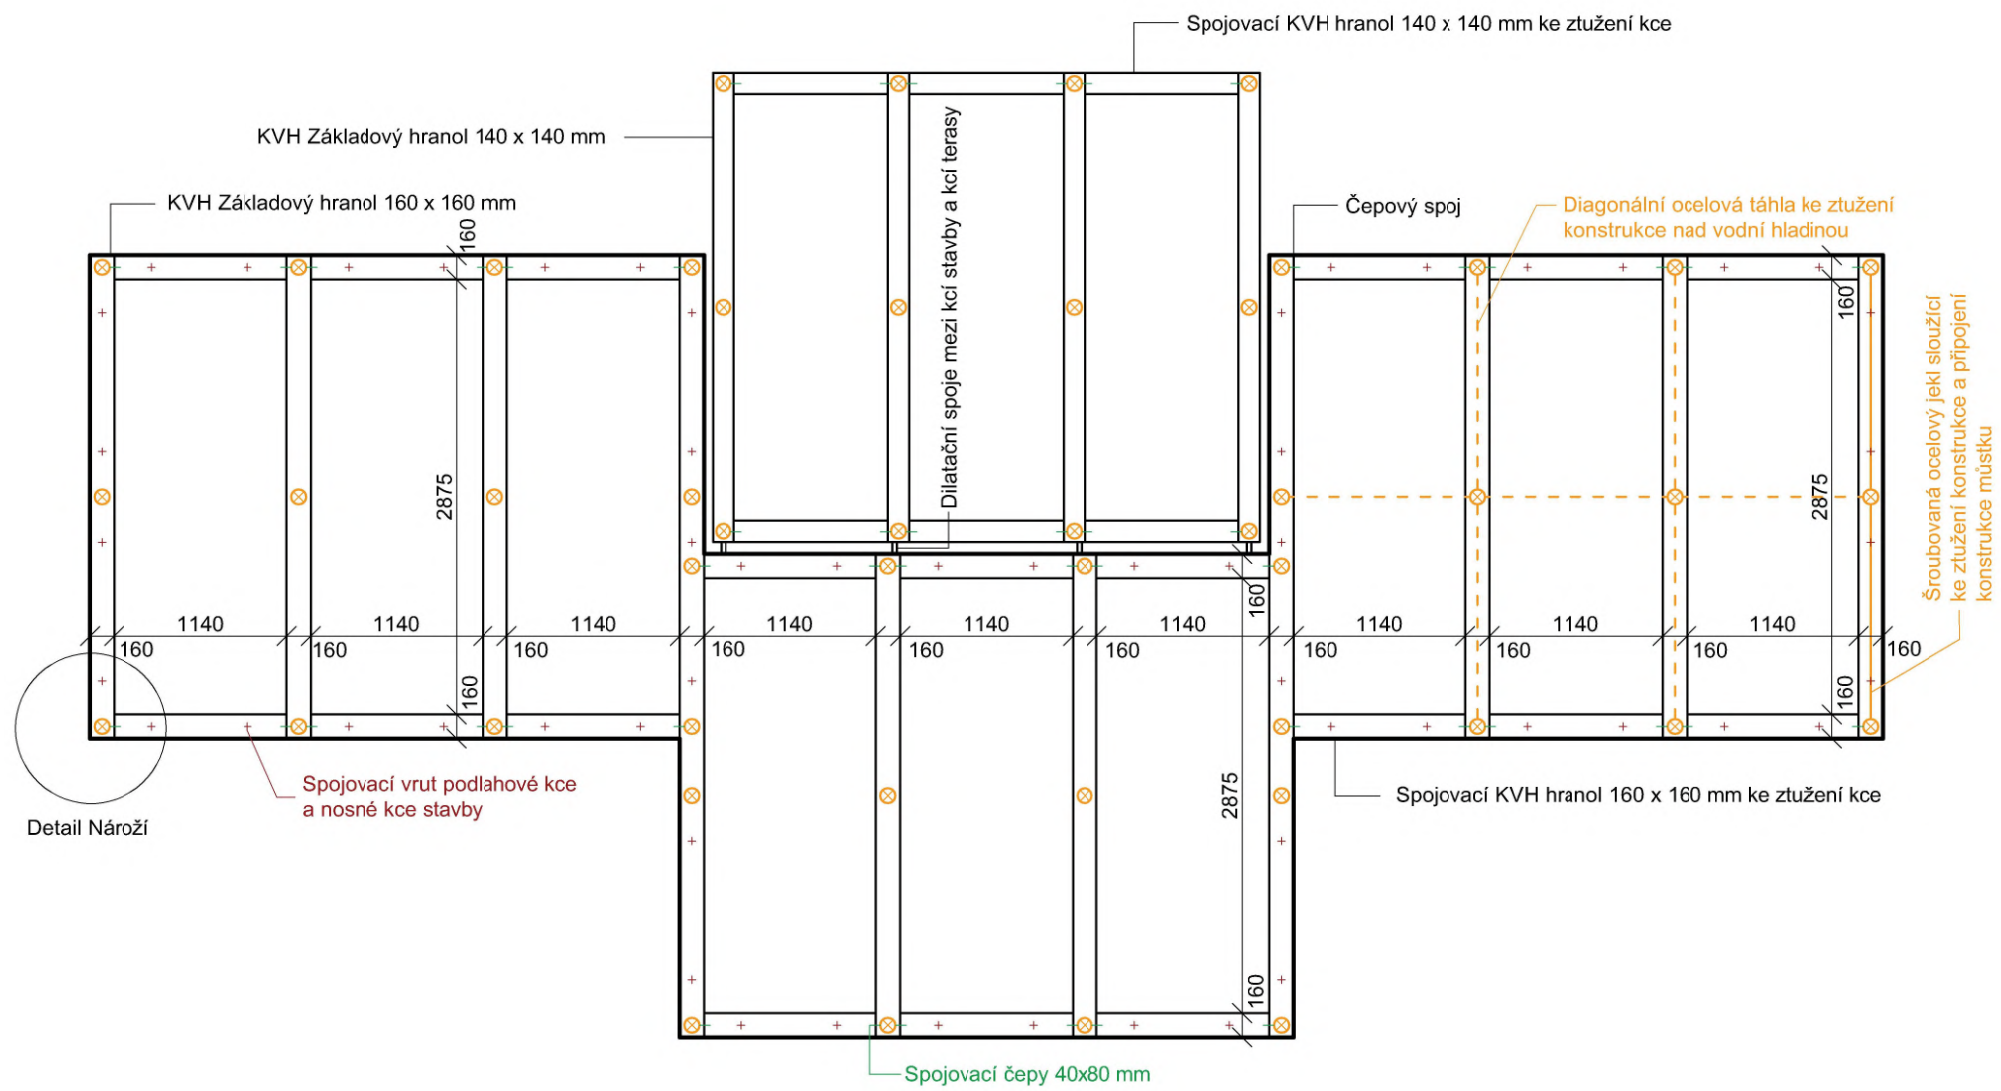 Spojovací KVH hranol 140 x 140 mm ke ztužení kce
KVH Základový hranol 140 x 140 mm
KVH Základový hranol 160 x 160 mm
Čepový spoj
Diagonální ocelová táhla ke ztužení
konstrukce nad vodní hladinou
Dilatační spoje mezi kcí stavby a kcí terasy
Šroubovaná ocelový jekl sloužící
ke ztužení konstrukce a připojení
konstrukce můstku
160
160
2875
2875
160
1140 1140 1140 1140 1140 1140 1140 1140 1140
160 160 160 160 160 160 160 160 160 160
160
160
2875
160
Spojovací vrut podlahové kce
a nosné kce stavby
Detail Nároží
Spojovací KVH hranol 160 x 160 mm ke ztužení kce
Spojovací čepy 40x80 mm